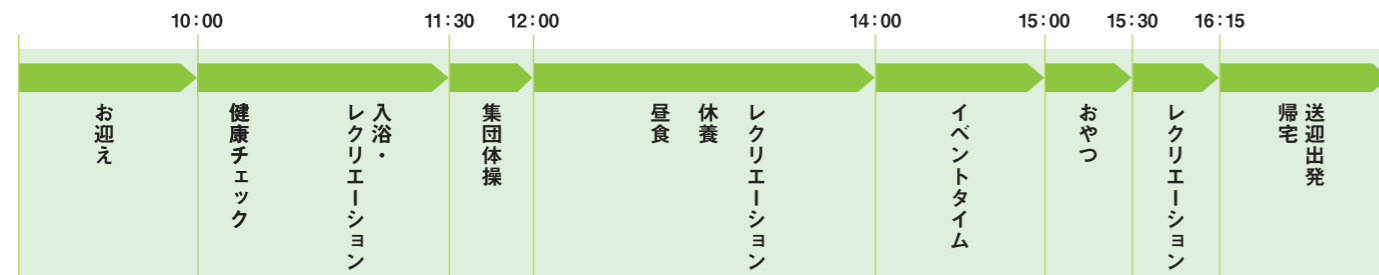 10:00
11:30
12:00
14:00
15:00
15:30
16:15
お迎え
健康チェック
入浴・
レクリエーション
集団体操
昼食
休養
レクリエーション
イベントタイム
おやつ
レクリエーション
送迎出発
帰宅